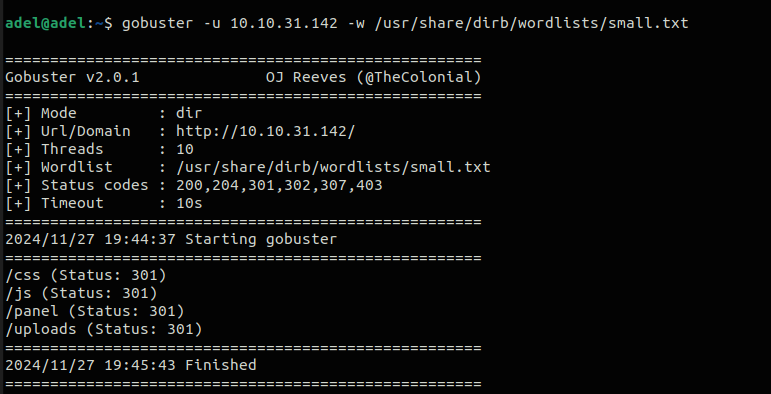 adel@adel:~$ gobuster -u 10.10.31.142 -w /usr/share/dirb/wordlists/small.txt
=====================================================
Gobuster v2.0.1              OJ Reeves (@TheColonial)
=====================================================
[+] Mode         : dir
[+] Url/Domain   : http://10.10.31.142/
[+] Threads      : 10
[+] Wordlist     : /usr/share/dirb/wordlists/small.txt
[+] Status codes : 200,204,301,302,307,403
[+] Timeout      : 10s
=====================================================
2024/11/27 19:44:37 Starting gobuster
=====================================================
/css (Status: 301)
/js (Status: 301)
/panel (Status: 301)
/uploads (Status: 301)
=====================================================
2024/11/27 19:45:43 Finished
=====================================================